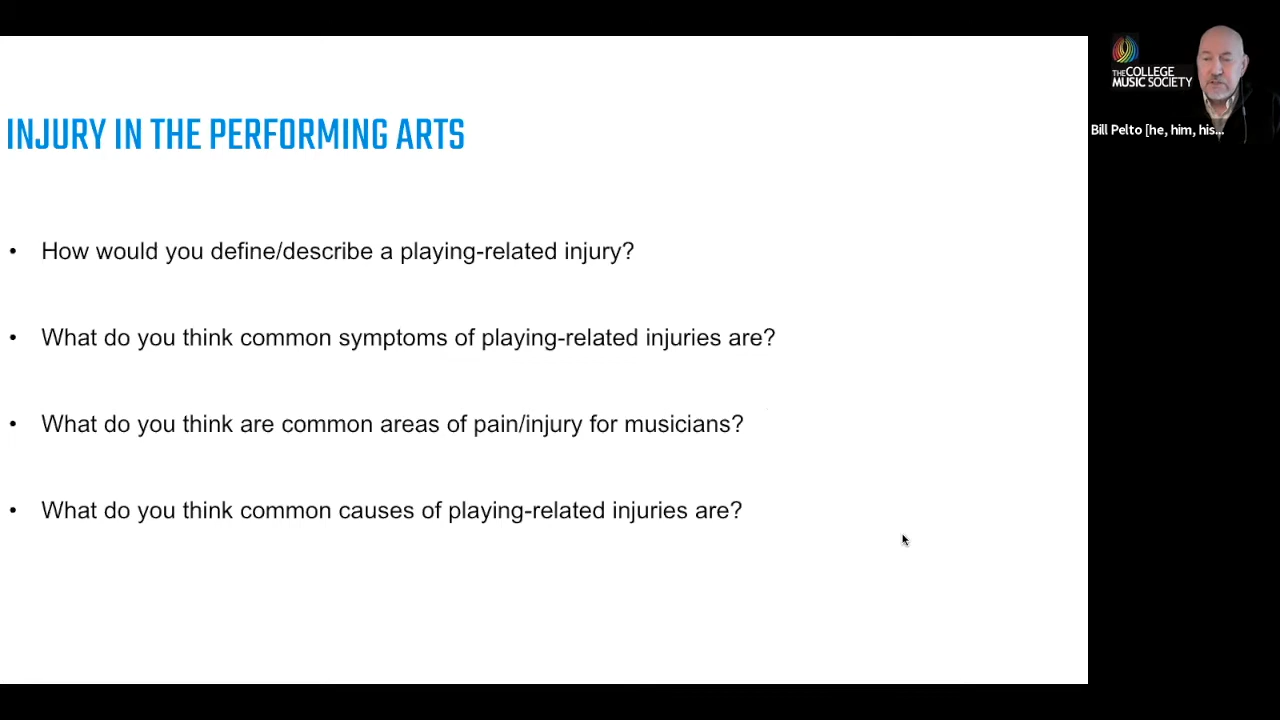 INJURY IN THE PERFORMING ARTS
• How would you define/describe a playing-related injury?
• What do you think common symptoms of playing-related injuries are?
• What do you think are common areas of pain/injury for musicians?
• What do you think common causes of playing-related injuries are?
THE COLLEGE
MUSIC SOCIETY
Bill Pelto [he, him, his...